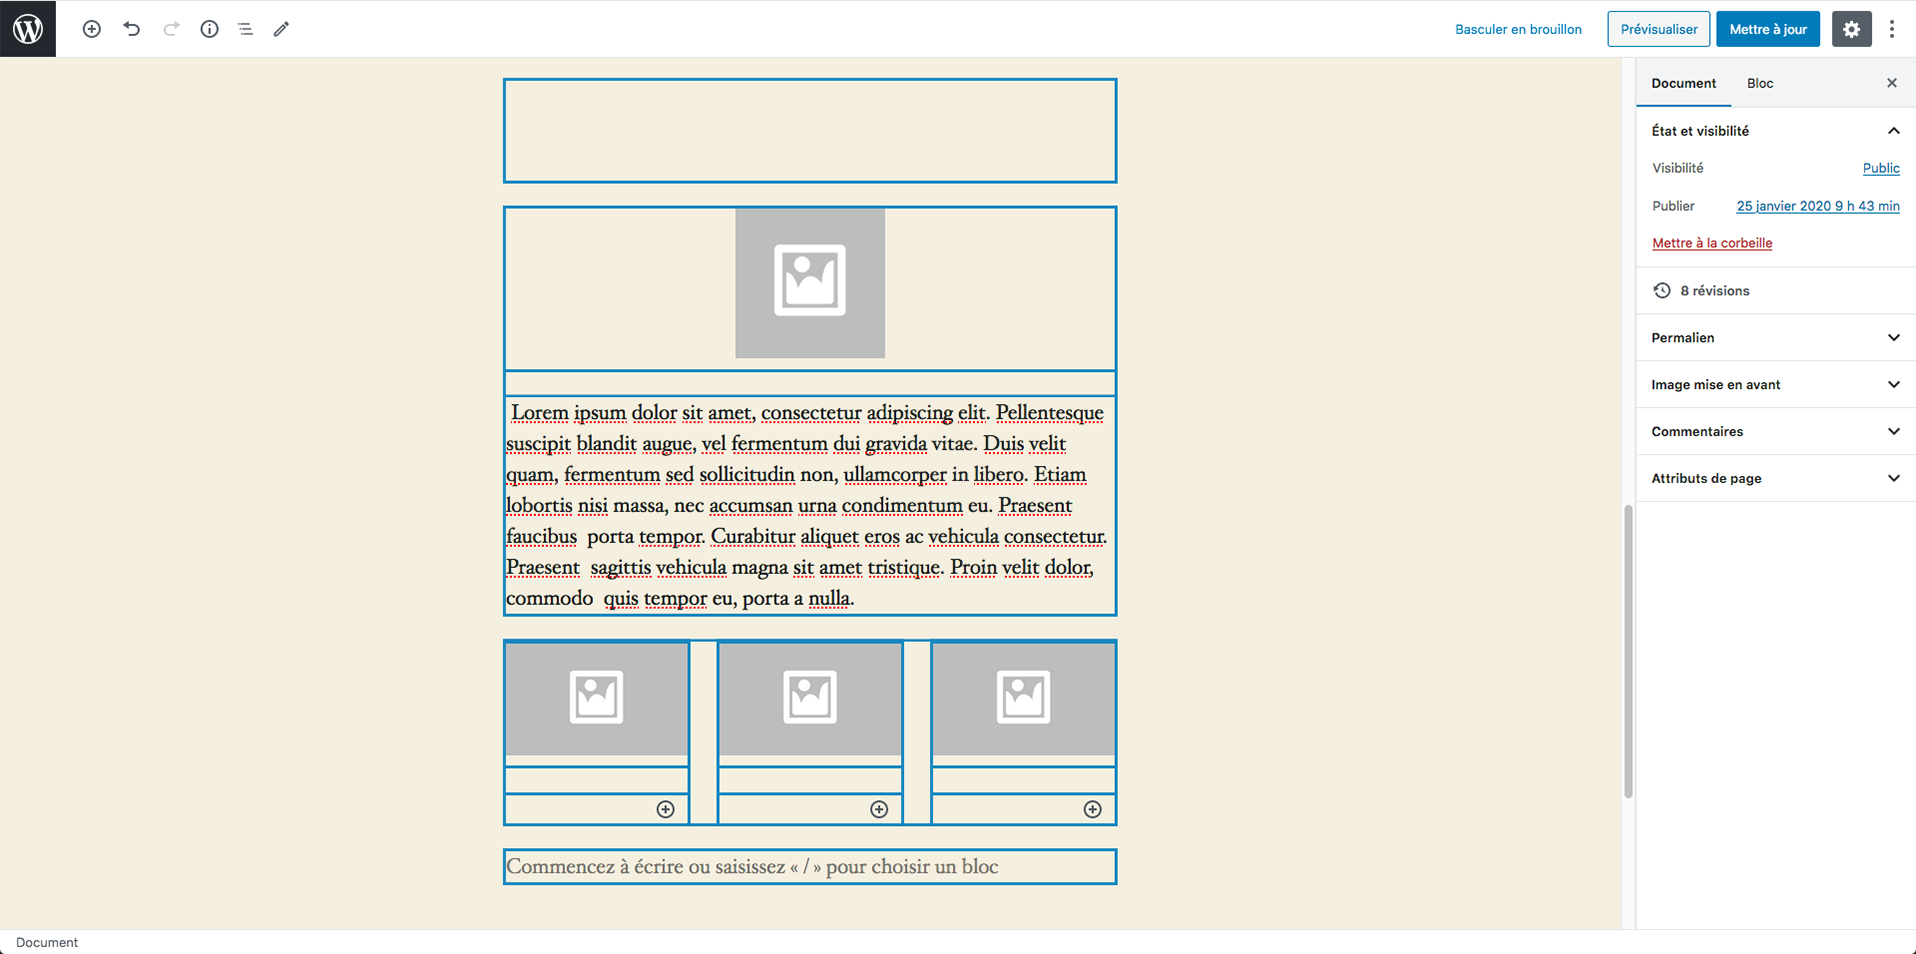 Basculer en brouillon
Prévisualiser
Mettre à jour
Document
Bloc
État et visibilité
Visibilité
Public
Publier
25 janvier 2020 9 h 43 min
Mettre à la corbeille
8 révisions
Permalien
Image mise en avant
Commentaires
Attributs de page
Lorem ipsum dolor sit amet, consectetur adipiscing elit. Pellentesque
suscipit blandit augue, vel fermentum dui gravida vitae. Duis velit
quam, fermentum sed sollicitudin non, ullamcorper in libero. Etiam
lobortis nisi massa, nec accumsan urna condimentum eu. Praesent
faucibus  porta tempor. Curabitur aliquet eros ac vehicula consectetur.
Praesent  sagittis vehicula magna sit amet tristique. Proin velit dolor,
commodo  quis tempor eu, porta a nulla.
Commencez à écrire ou saisissez « / » pour choisir un bloc
Document